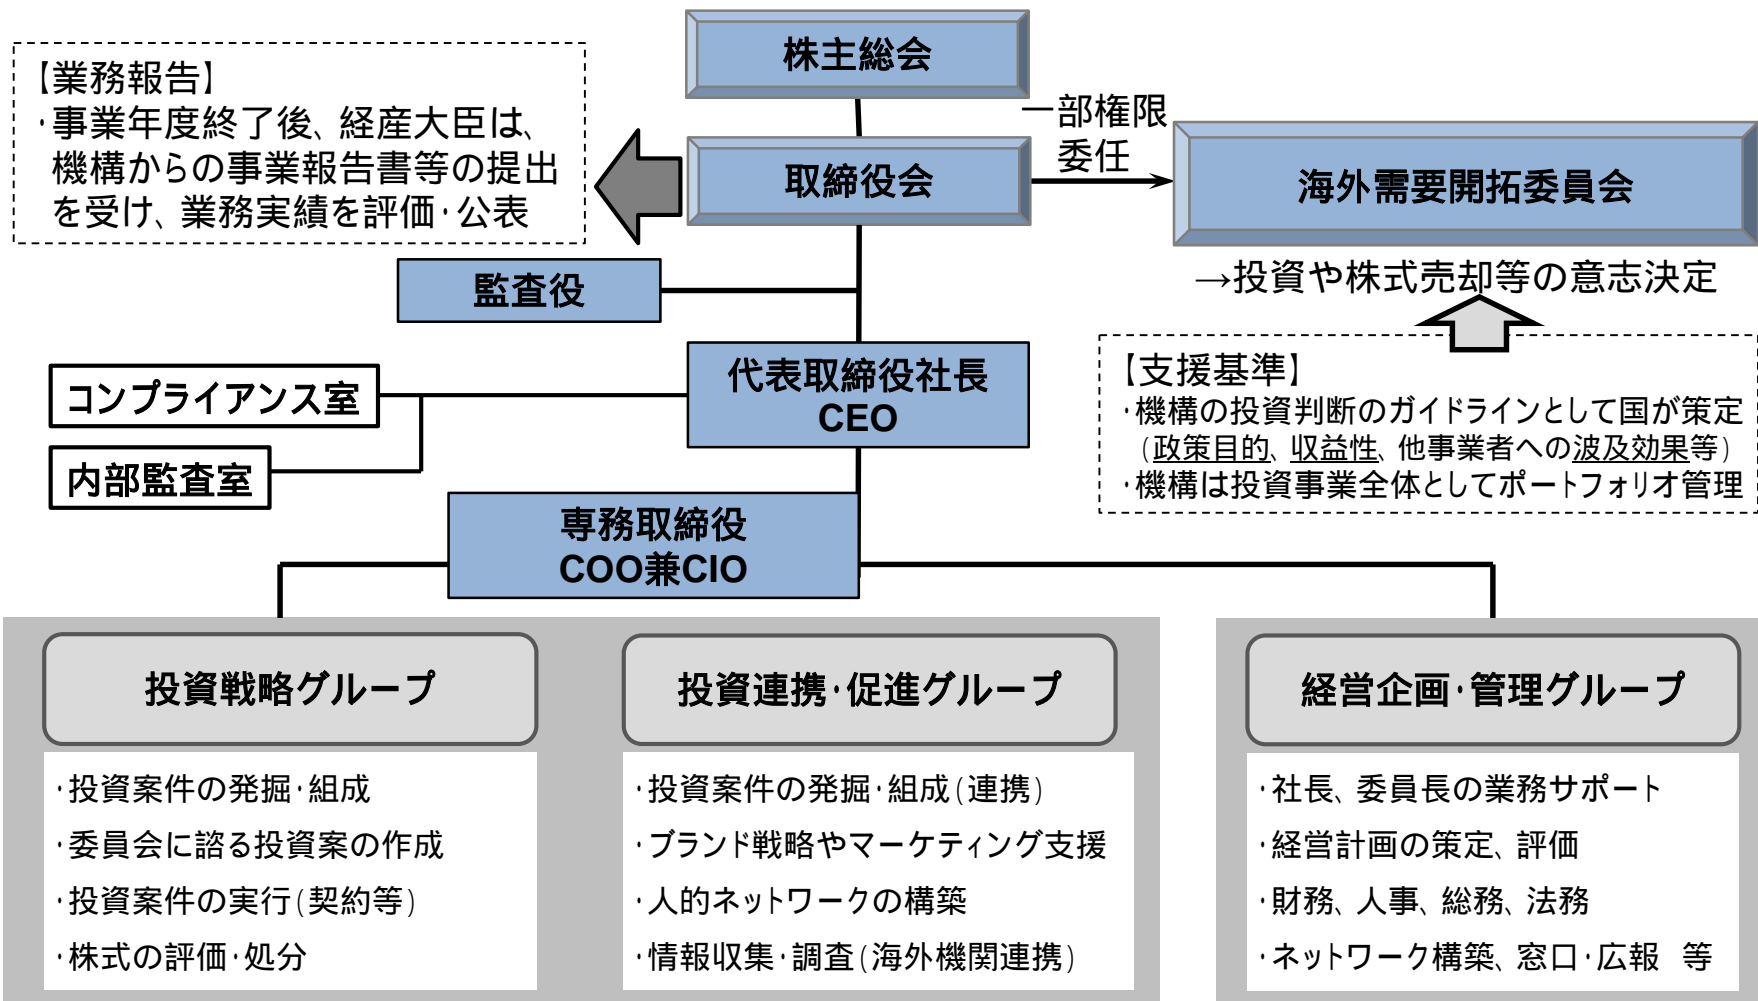 株主総会
【業務報告】
・事業年度終了後、経産大臣は、
機構からの事業報告書等の提出
を受け、業務実績を評価・公表
取締役会
一部権限
委任
海外需要開拓委員会
→投資や株式売却等の意志決定
監査役
【支援基準】
・機構の投資判断のガイドラインとして国が策定
(政策目的、収益性、他事業者への波及効果等)
・機構は投資事業全体としてポートフォリオ管理
代表取締役社長
CEO
コンプライアンス室
内部監査室
専務取締役
COO兼CIO
投資戦略グループ
・投資案件の発掘・組成
・委員会に諮る投資案の作成
・投資案件の実行(契約等)
・株式の評価・処分
投資連携・促進グループ
・投資案件の発掘・組成(連携)
・ブランド戦略やマーケティング支援
・人的ネットワークの構築
・情報収集・調査(海外機関連携)
経営企画・管理グループ
・社長、委員長の業務サポート
・経営計画の策定、評価
・財務、人事、総務、法務
・ネットワーク構築、窓口・広報 等